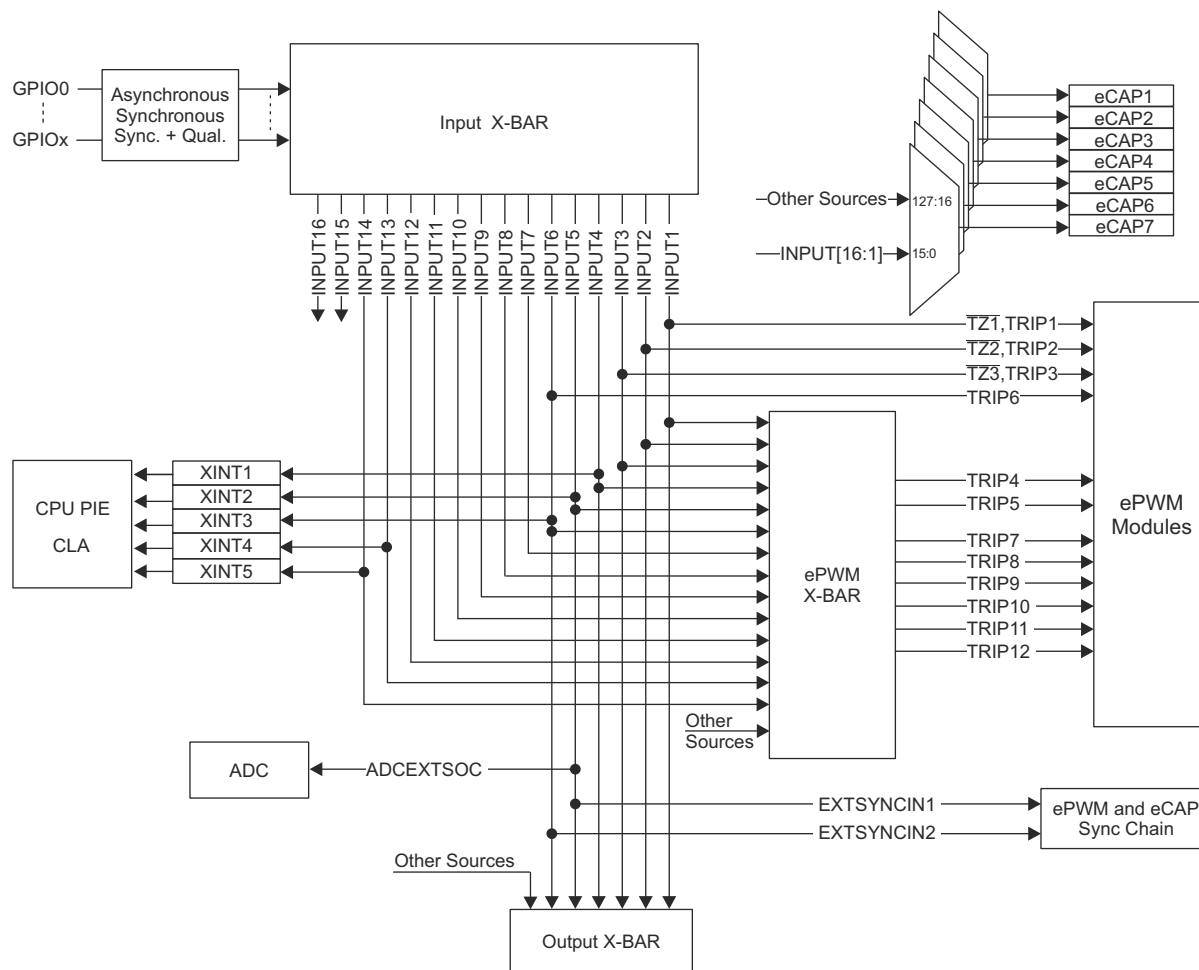 GPIO0
GPIOx
Asynchronous
Synchronous
Sync. + Qual.
Input X-BAR
INPUT16
INPUT15
INPUT14
INPUT13
INPUT12
INPUT11
INPUT10
INPUT9
INPUT8
INPUT7
INPUT6
INPUT5
INPUT4
INPUT3
INPUT2
INPUT1
Other Sources
INPUT[16:1]
127:16
15:0
eCAP1
eCAP2
eCAP3
eCAP4
eCAP5
eCAP6
eCAP7
TZ1,TRIP1
TZ2,TRIP2
TZ3,TRIP3
TRIP6
CPU PIE
CLA
XINT1
XINT2
XINT3
XINT4
XINT5
ePWM
X-BAR
TRIP4
TRIP5
TRIP7
TRIP8
TRIP9
TRIP10
TRIP11
TRIP12
ePWM
Modules
Other
Sources
ADC
ADCEXTSOC
EXTSYNCIN1
EXTSYNCIN2
ePWM and eCAP
Sync Chain
Other Sources
Output X-BAR